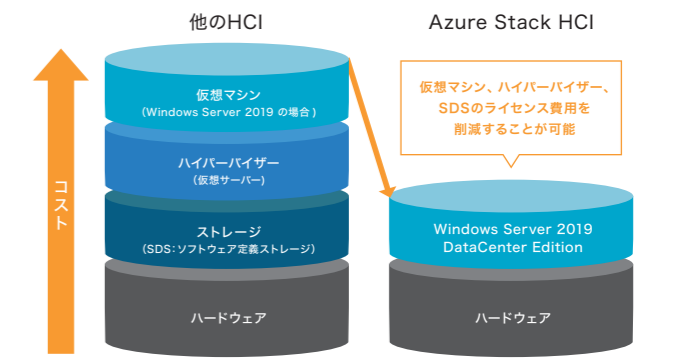 他のHCI
Azure Stack HCI
コスト
仮想マシン
（Windows Server 2019 の場合）
ハイパーバイザー
（仮想サーバー）
ストレージ
（SDS：ソフトウェア定義ストレージ）
ハードウェア
仮想マシン、ハイパーバイザー、
SDSのライセンス費用を
削減することが可能
Windows Server 2019
DataCenter Edition
ハードウェア